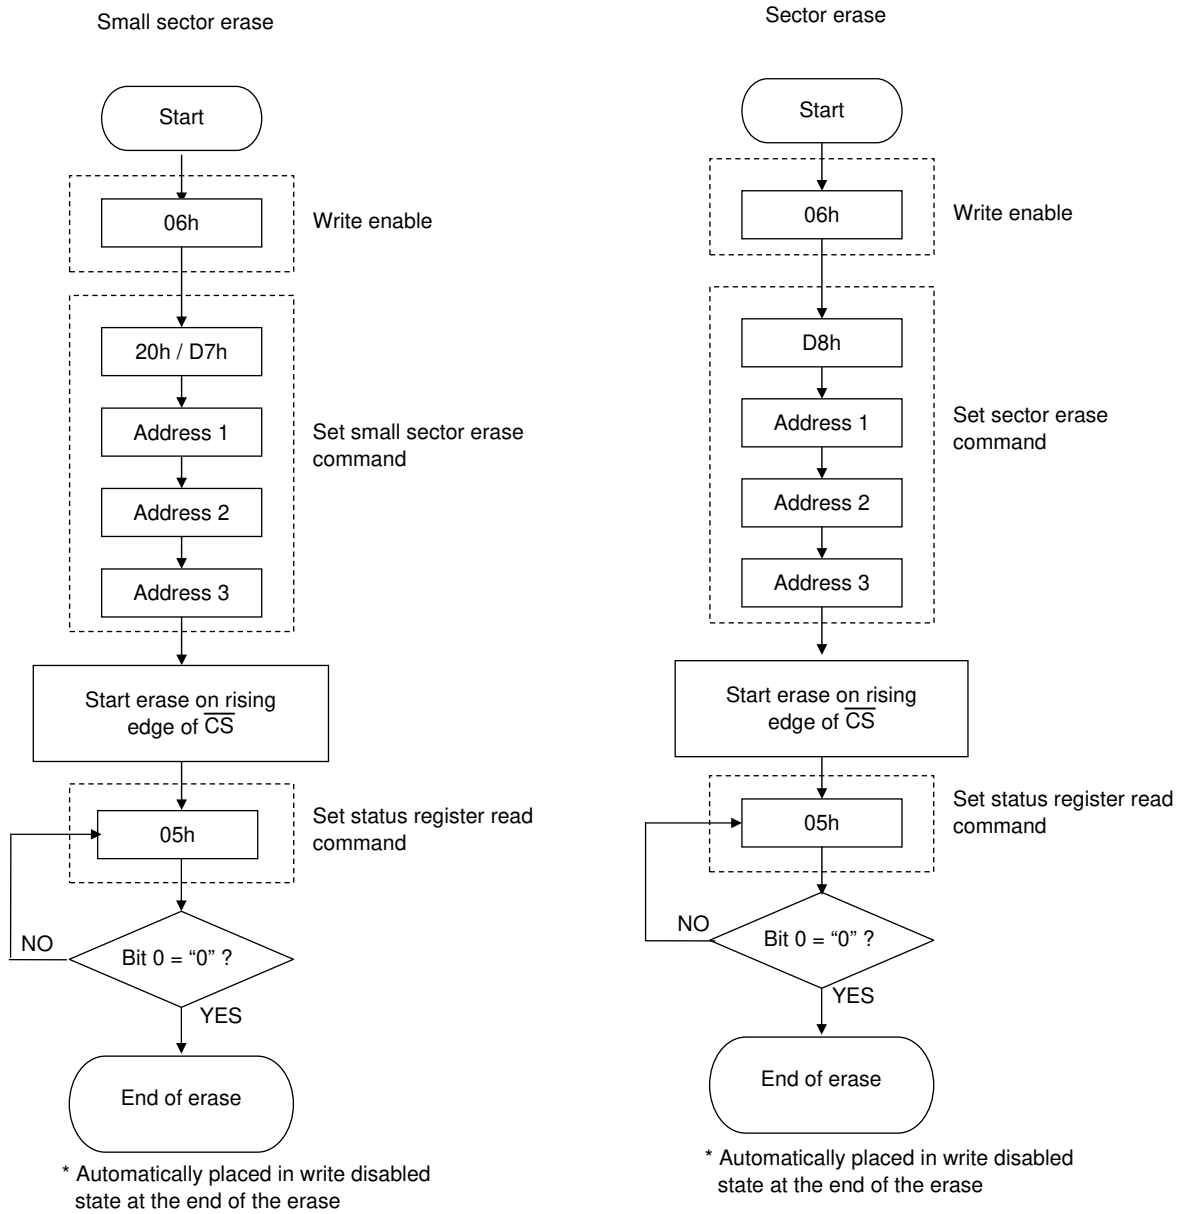 Small sector erase
Start
06h
Write enable
20h / D7h
Address 1
Set small sector erase
command
Address 2
Address 3
Start erase on rising
edge of C̅S̅
05h
Set status register read
command
Bit 0 = “0” ?
NO
YES
End of erase
* Automatically placed in write disabled
state at the end of the erase
Sector erase
Start
06h
Write enable
D8h
Address 1
Set sector erase
command
Address 2
Address 3
Start erase on rising
edge of C̅S̅
05h
Set status register read
command
Bit 0 = “0” ?
NO
YES
End of erase
* Automatically placed in write disabled
state at the end of the erase